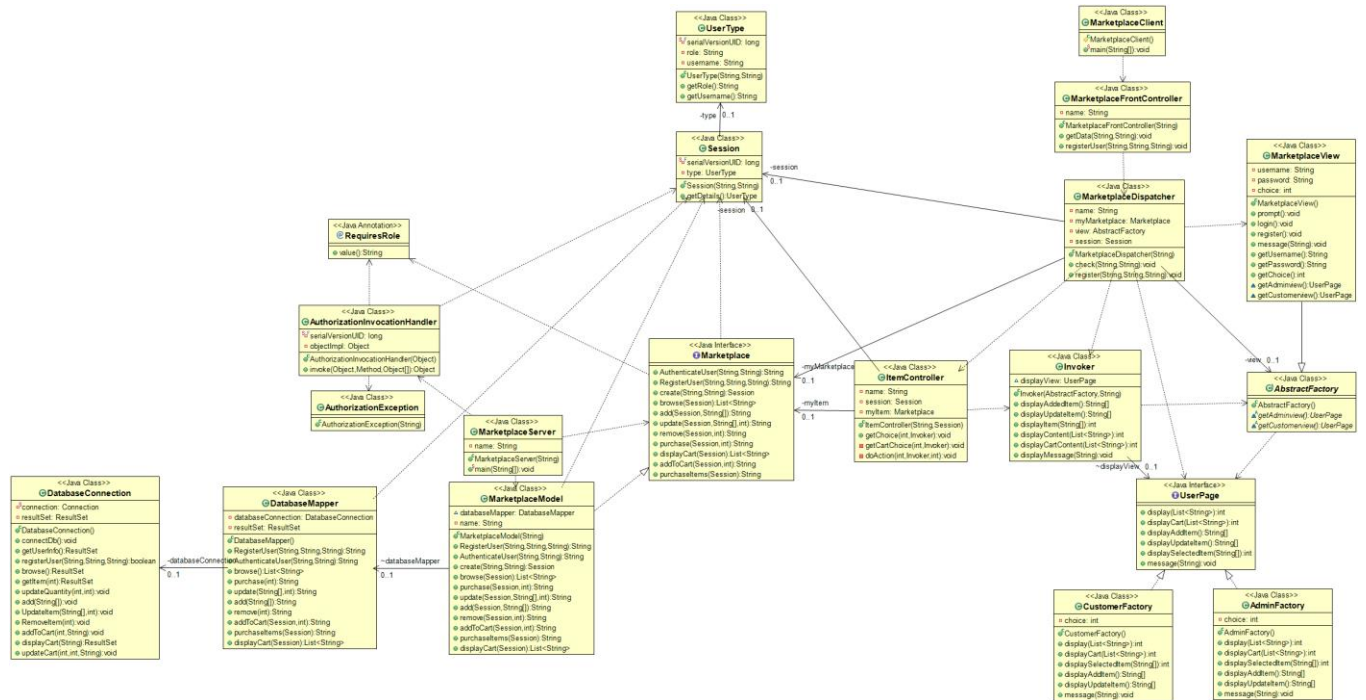 <<Java Class>>
UserType
serialVersionUID: long
role: String
username: String
UserType(String,String)
getRole():String
getUsername():String
-type 0..1
<<Java Class>>
Session
serialVersionUID: long
type: UserType
Session(String,String)
getDetails():UserType
-session 0..1
-session
0..1
<<Java Class>>
MarketplaceClient
MarketplaceClient()
main(String[]):void
<<Java Class>>
MarketplaceFrontController
name: String
MarketplaceFrontController(String)
getData(String,String):void
registerUser(String,String,String):void
<<Java Class>>
MarketplaceView
username: String
password: String
choice: int
MarketplaceView()
prompt():void
login():void
register():void
message(String):void
getUsername():String
getPassword():String
getChoice():int
getAdminview():UserPage
getCustomerview():UserPage
<<Java Class>>
MarketplaceDispatcher
name: String
myMarketplace: Marketplace
view: AbstractFactory
session: Session
MarketplaceDispatcher(String)
check(String,String):void
register(String,String,String):void
<<Java Annotation>>
RequiresRole
value():String
<<Java Class>>
AuthorizationInvocationHandler
serialVersionUID: long
objectImpl: Object
AuthorizationInvocationHandler(Object)
invoke(Object,Method,Object[]):Object
<<Java Class>>
AuthorizationException
AuthorizationException(String)
<<Java Interface>>
Marketplace
AuthenticateUser(String,String):String
RegisterUser(String,String,String):String
create(String,String):Session
browse(Session):List<String>
add(Session,String[]):String
update(Session,String[],int):String
remove(Session,int):String
purchase(Session,int):String
displayCart(Session):List<String>
addToCart(Session,int):String
purchaseItems(Session):String
-myMarketplace
0..1
-myItem
0..1
<<Java Class>>
ItemController
name: String
session: Session
myItem: Marketplace
ItemController(String,Session)
getChoice(int,Invoker):void
getCartChoice(int,Invoker):void
doAction(int,Invoker,int):void
<<Java Class>>
Invoker
displayView: UserPage
Invoker(AbstractFactory,String)
displayAddedItem():String[]
displayUpdateItem():String[]
displayItem(String[]):int
displayContent(List<String>):int
displayCartContent(List<String>):int
displayMessage(String):void
-view 0..1
<<Java Class>>
AbstractFactory
AbstractFactory()
getAdminview():UserPage
getCustomerview():UserPage
~displayView 0..1
<<Java Interface>>
UserPage
display(List<String>):int
displayCart(List<String>):int
displayAddItem():String[]
displayUpdateItem():String[]
displaySelectedItem(String[]):int
message(String):void
<<Java Class>>
MarketplaceServer
name: String
MarketplaceServer(String)
main(String[]):void
<<Java Class>>
DatabaseConnection
connection: Connection
resultSet: ResultSet
DatabaseConnection()
connectDb():void
getUserInfo():ResultSet
registerUser(String,String,String):boolean
browse():ResultSet
getItem(int):ResultSet
updateQuantity(int,int):void
add(String[]):void
UpdateItem(String[],int):void
RemoveItem(int):void
addToCart(int,String):void
displayCart(String):ResultSet
updateCart(int,int,String):void
-databaseConnection
0..1
<<Java Class>>
DatabaseMapper
databaseConnection: DatabaseConnection
resultSet: ResultSet
DatabaseMapper()
RegisterUser(String,String,String):String
AuthenticateUser(String,String):String
browse():List<String>
purchase(int):String
update(String[],int):String
add(String[]):String
remove(int):String
addToCart(Session,int):String
purchaseItems(Session):String
displayCart(Session):List<String>
~databaseMapper
0..1
<<Java Class>>
MarketplaceModel
databaseMapper: DatabaseMapper
name: String
MarketplaceModel(String)
RegisterUser(String,String,String):String
AuthenticateUser(String,String):String
create(String,String):Session
browse(Session):List<String>
purchase(Session,int):String
update(Session,String[],int):String
add(Session,String[]):String
remove(Session,int):String
addToCart(Session,int):String
purchaseItems(Session):String
displayCart(Session):List<String>
<<Java Class>>
CustomerFactory
choice: int
CustomerFactory()
display(List<String>):int
displayCart(List<String>):int
displaySelectedItem(String[]):int
displayAddItem():String[]
displayUpdateItem():String[]
message(String):void
<<Java Class>>
AdminFactory
choice: int
AdminFactory()
display(List<String>):int
displayCart(List<String>):int
displaySelectedItem(String[]):int
displayAddItem():String[]
displayUpdateItem():String[]
message(String):void